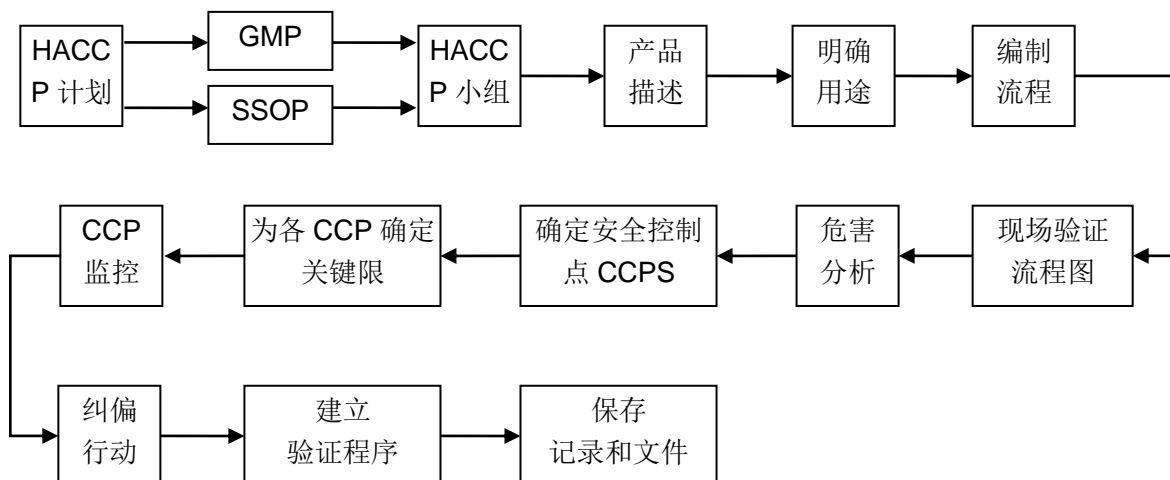 HACC
P 计划
GMP
SSOP
HACC
P 小组
产品
描述
明确
用途
编制
流程
现场验证
流程图
危害
分析
确定安全控制
点 CCPS
为各 CCP 确定
关键限
CCP
监控
纠偏
行动
建立
验证程序
保存
记录和文件